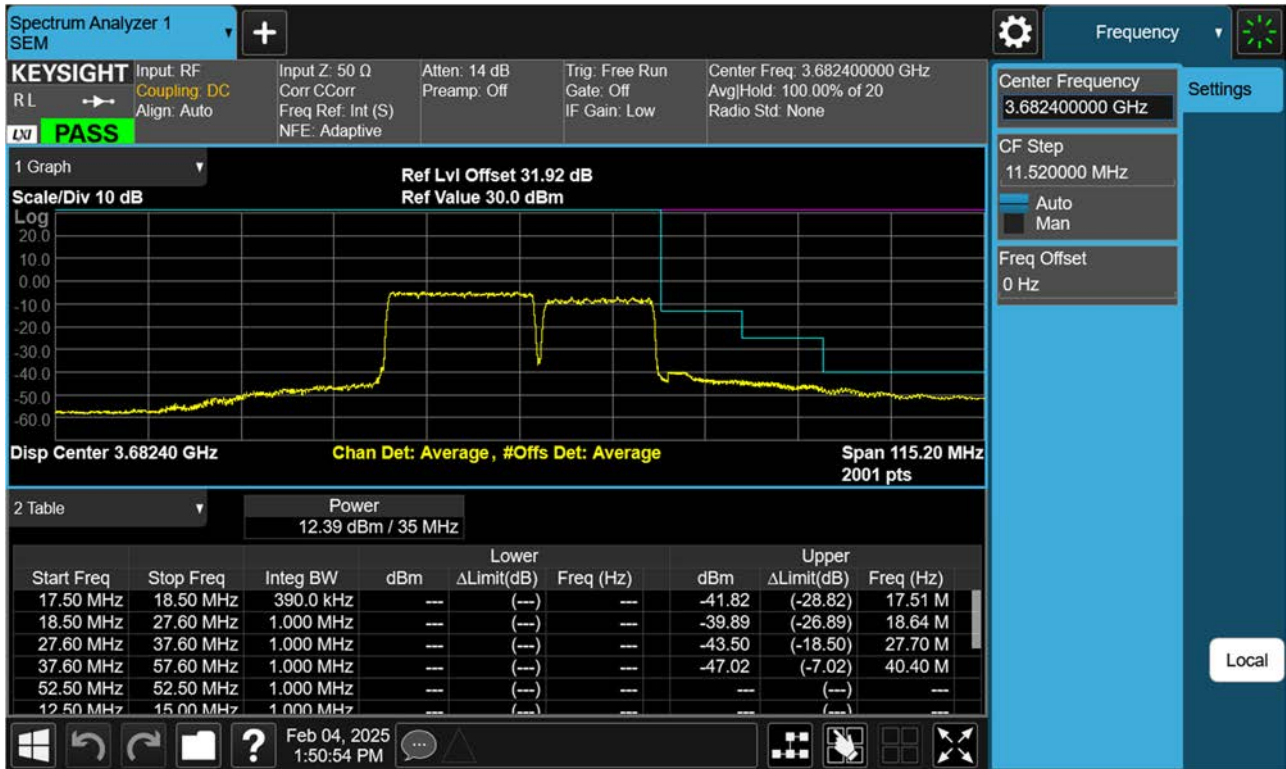 Spectrum Analyzer 1
SEM
Frequency
KEYSIGHT
R L
LXI
PASS
Input: RF
Coupling: DC
Align: Auto
Input Z: 50 Ω
Corr CCorr
Freq Ref: Int (S)
NFE: Adaptive
Atten: 14 dB
Preamp: Off
Trig: Free Run
Gate: Off
IF Gain: Low
Center Freq: 3.682400000 GHz
Avg|Hold: 100.00% of 20
Radio Std: None
Center Frequency
3.682400000 GHz
Settings
CF Step
11.520000 MHz
Auto
Man
Freq Offset
0 Hz
Local
1 Graph
Scale/Div 10 dB
Ref Lvl Offset 31.92 dB
Ref Value 30.0 dBm
Log
20.0
10.0
0.00
-10.0
-20.0
-30.0
-40.0
-50.0
-60.0
Disp Center 3.68240 GHz
Chan Det: Average , #Offs Det: Average
Span 115.20 MHz
2001 pts
2 Table
Power
12.39 dBm / 35 MHz
Lower Upper
Start Freq Stop Freq Integ BW dBm ΔLimit(dB) Freq (Hz) dBm ΔLimit(dB) Freq (Hz)
17.50 MHz 18.50 MHz 390.0 kHz --- (---) --- -41.82 (-28.82) 17.51 M
18.50 MHz 27.60 MHz 1.000 MHz --- (---) --- -39.89 (-26.89) 18.64 M
27.60 MHz 37.60 MHz 1.000 MHz --- (---) --- -43.50 (-18.50) 27.70 M
37.60 MHz 57.60 MHz 1.000 MHz --- (---) --- -47.02 (-7.02) 40.40 M
52.50 MHz 52.50 MHz 1.000 MHz --- (---) --- --- (---) ---
12.50 MHz 15.00 MHz 1.000 MHz --- (---) --- --- (---) ---
?
Feb 04, 2025
1:50:54 PM